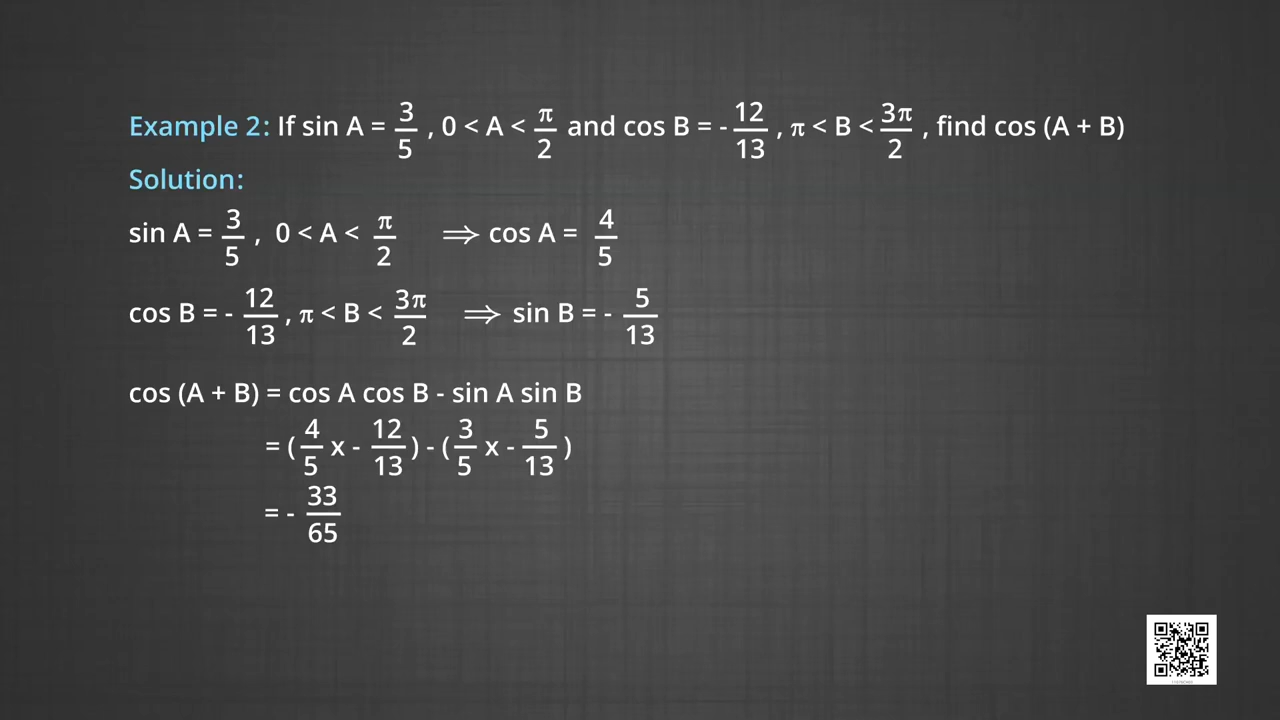 Example 2: If sin A = 3/5 , 0 < A < π/2 and cos B = - 12/13 , π < B < 3π/2 , find cos (A + B)
Solution:
sin A = 3/5 , 0 < A < π/2 ⟹ cos A = 4/5
cos B = - 12/13 , π < B < 3π/2 ⟹ sin B = - 5/13
cos (A + B) = cos A cos B - sin A sin B
= ( 4/5 x - 12/13 ) - ( 3/5 x - 5/13 )
= - 33/65